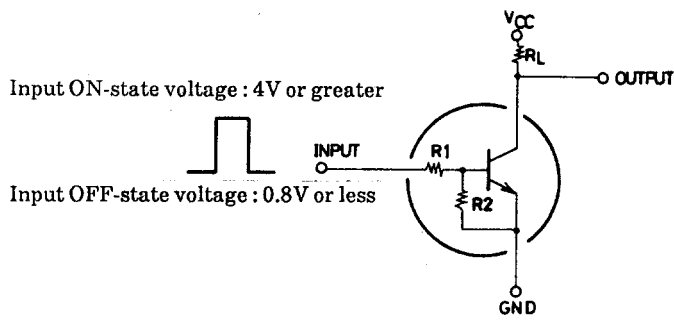 VCC
RL
OUTPUT
Input ON-state voltage : 4V or greater
INPUT
R1
R2
Input OFF-state voltage : 0.8V or less
GND